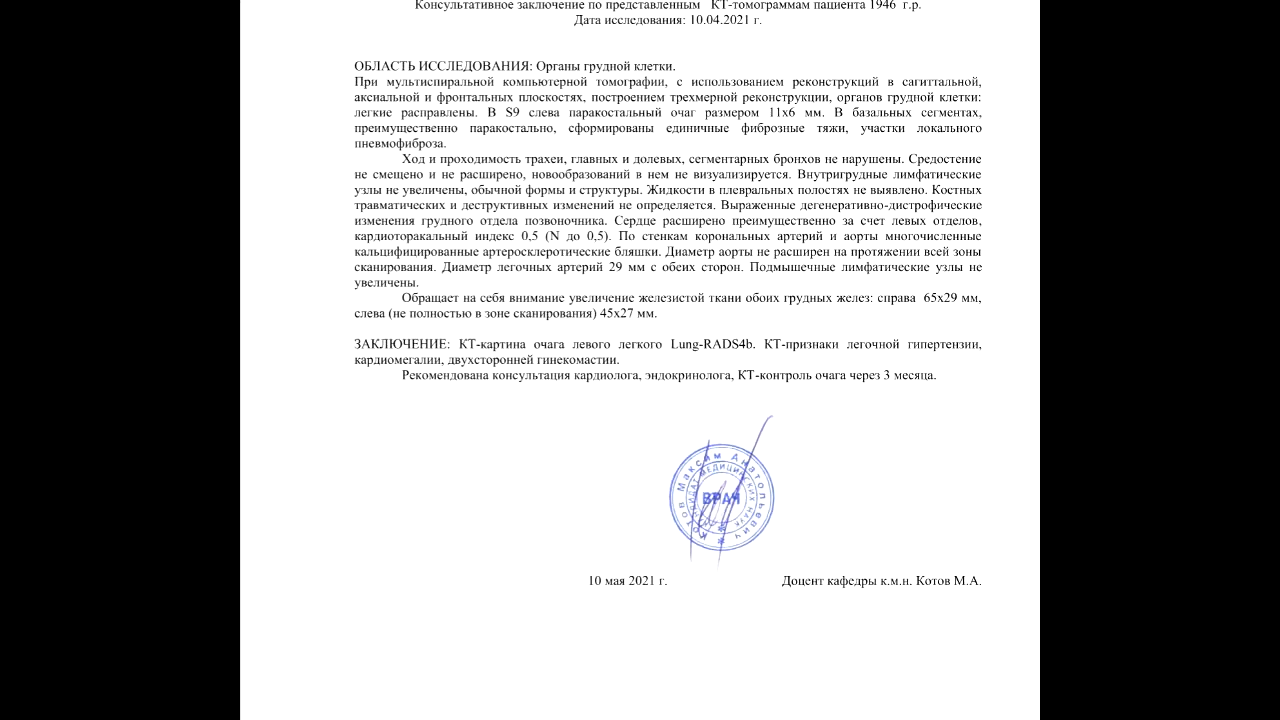 Консультативное заключение по представленным КТ-томограммам пациента 1946 г.р.
Дата исследования: 10.04.2021 г.
ОБЛАСТЬ ИССЛЕДОВАНИЯ: Органы грудной клетки.
При мультиспиральной компьютерной томографии, с использованием реконструкций в сагиттальной,
аксиальной и фронтальных плоскостях, построением трехмерной реконструкции, органов грудной клетки:
легкие расправлены. В S9 слева паракостальный очаг размером 11х6 мм. В базальных сегментах,
преимущественно паракостально, сформированы единичные фиброзные тяжи, участки локального
пневмофиброза.
Ход и проходимость трахеи, главных и долевых, сегментарных бронхов не нарушены. Средостение
не смещено и не расширено, новообразований в нем не визуализируется. Внутригрудные лимфатические
узлы не увеличены, обычной формы и структуры. Жидкости в плевральных полостях не выявлено. Костных
травматических и деструктивных изменений не определяется. Выраженные дегенеративно-дистрофические
изменения грудного отдела позвоночника. Сердце расширено преимущественно за счет левых отделов,
кардиоторакальный индекс 0,5 (N до 0,5). По стенкам корональных артерий и аорты многочисленные
кальцифицированные артеросклеротические бляшки. Диаметр аорты не расширен на протяжении всей зоны
сканирования. Диаметр легочных артерий 29 мм с обеих сторон. Подмышечные лимфатические узлы не
увеличены.
Обращает на себя внимание увеличение железистой ткани обоих грудных желез: справа 65х29 мм,
слева (не полностью в зоне сканирования) 45х27 мм.
ЗАКЛЮЧЕНИЕ: КТ-картина очага левого легкого Lung-RADS4b. КТ-признаки легочной гипертензии,
кардиомегалии, двухсторонней гинекомастии.
Рекомендована консультация кардиолога, эндокринолога, КТ-контроль очага через 3 месяца.
Котов Максим Анатольевич
КАНДИДАТ МЕДИЦИНСКИХ НАУК
ВРАЧ
10 мая 2021 г. Доцент кафедры к.м.н. Котов М.А.